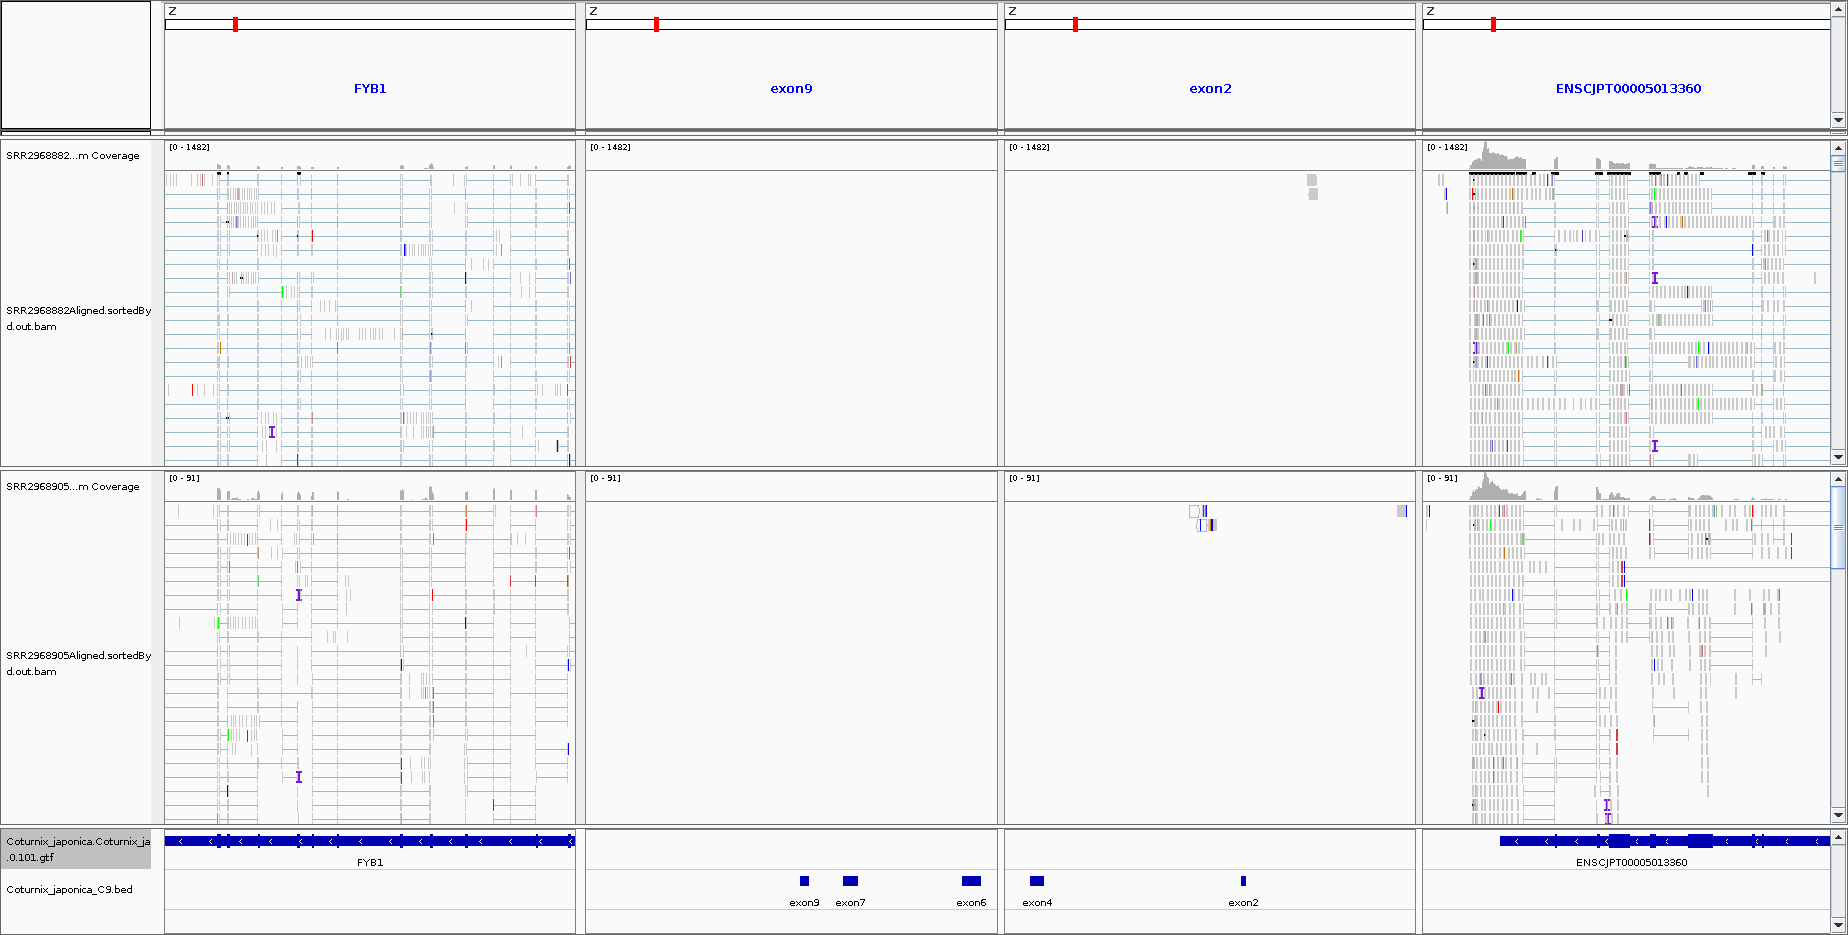 Z Z Z Z
FYB1 exon9 exon2 ENSCJPT00005013360
SRR2968882...m Coverage
[0 - 1482] [0 - 1482] [0 - 1482] [0 - 1482]
SRR2968882Aligned.sortedBy
d.out.bam
SRR2968905...m Coverage
[0 - 91] [0 - 91] [0 - 91] [0 - 91]
SRR2968905Aligned.sortedBy
d.out.bam
Coturnix_japonica.Coturnix_ja
.0.101.gtf
FYB1 ENSCJPT00005013360
Coturnix_japonica_C9.bed
exon9 exon7 exon6 exon4 exon2